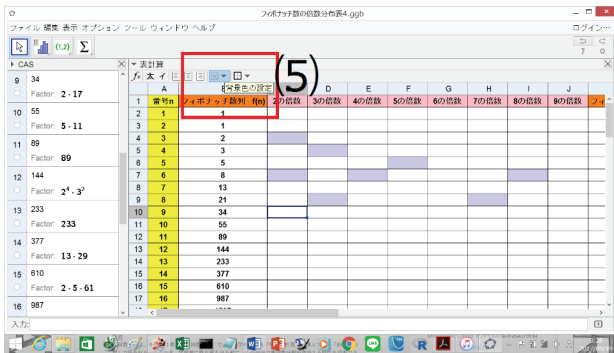 フィボナッチ数の倍数分布表4.ggb
ファイル 編集 表示 オプション ツール ウィンドウ ヘルプ
ログイン...
(1,2) Σ
CAS
表計算
(5)
fx 太 イ
背景色の設定
A E F G H I J
1 番号n フィボナッチ数列 f(n) 2の倍数 3の倍数 4の倍数 5の倍数 6の倍数 7の倍数 8の倍数 9の倍数
2 1 1
3 2 1
4 3 2
5 4 3
6 5 5
7 6 8
8 7 13
9 8 21
10 9 34
11 10 55
12 11 89
13 12 144
14 13 233
15 14 377
16 15 610
17 16 987
9 34
Factor: 2 · 17
10 55
Factor: 5 · 11
11 89
Factor: 89
12 144
Factor: 2⁴ · 3²
13 233
Factor: 233
14 377
Factor: 13 · 29
15 610
Factor: 2 · 5 · 61
16 987
入力: